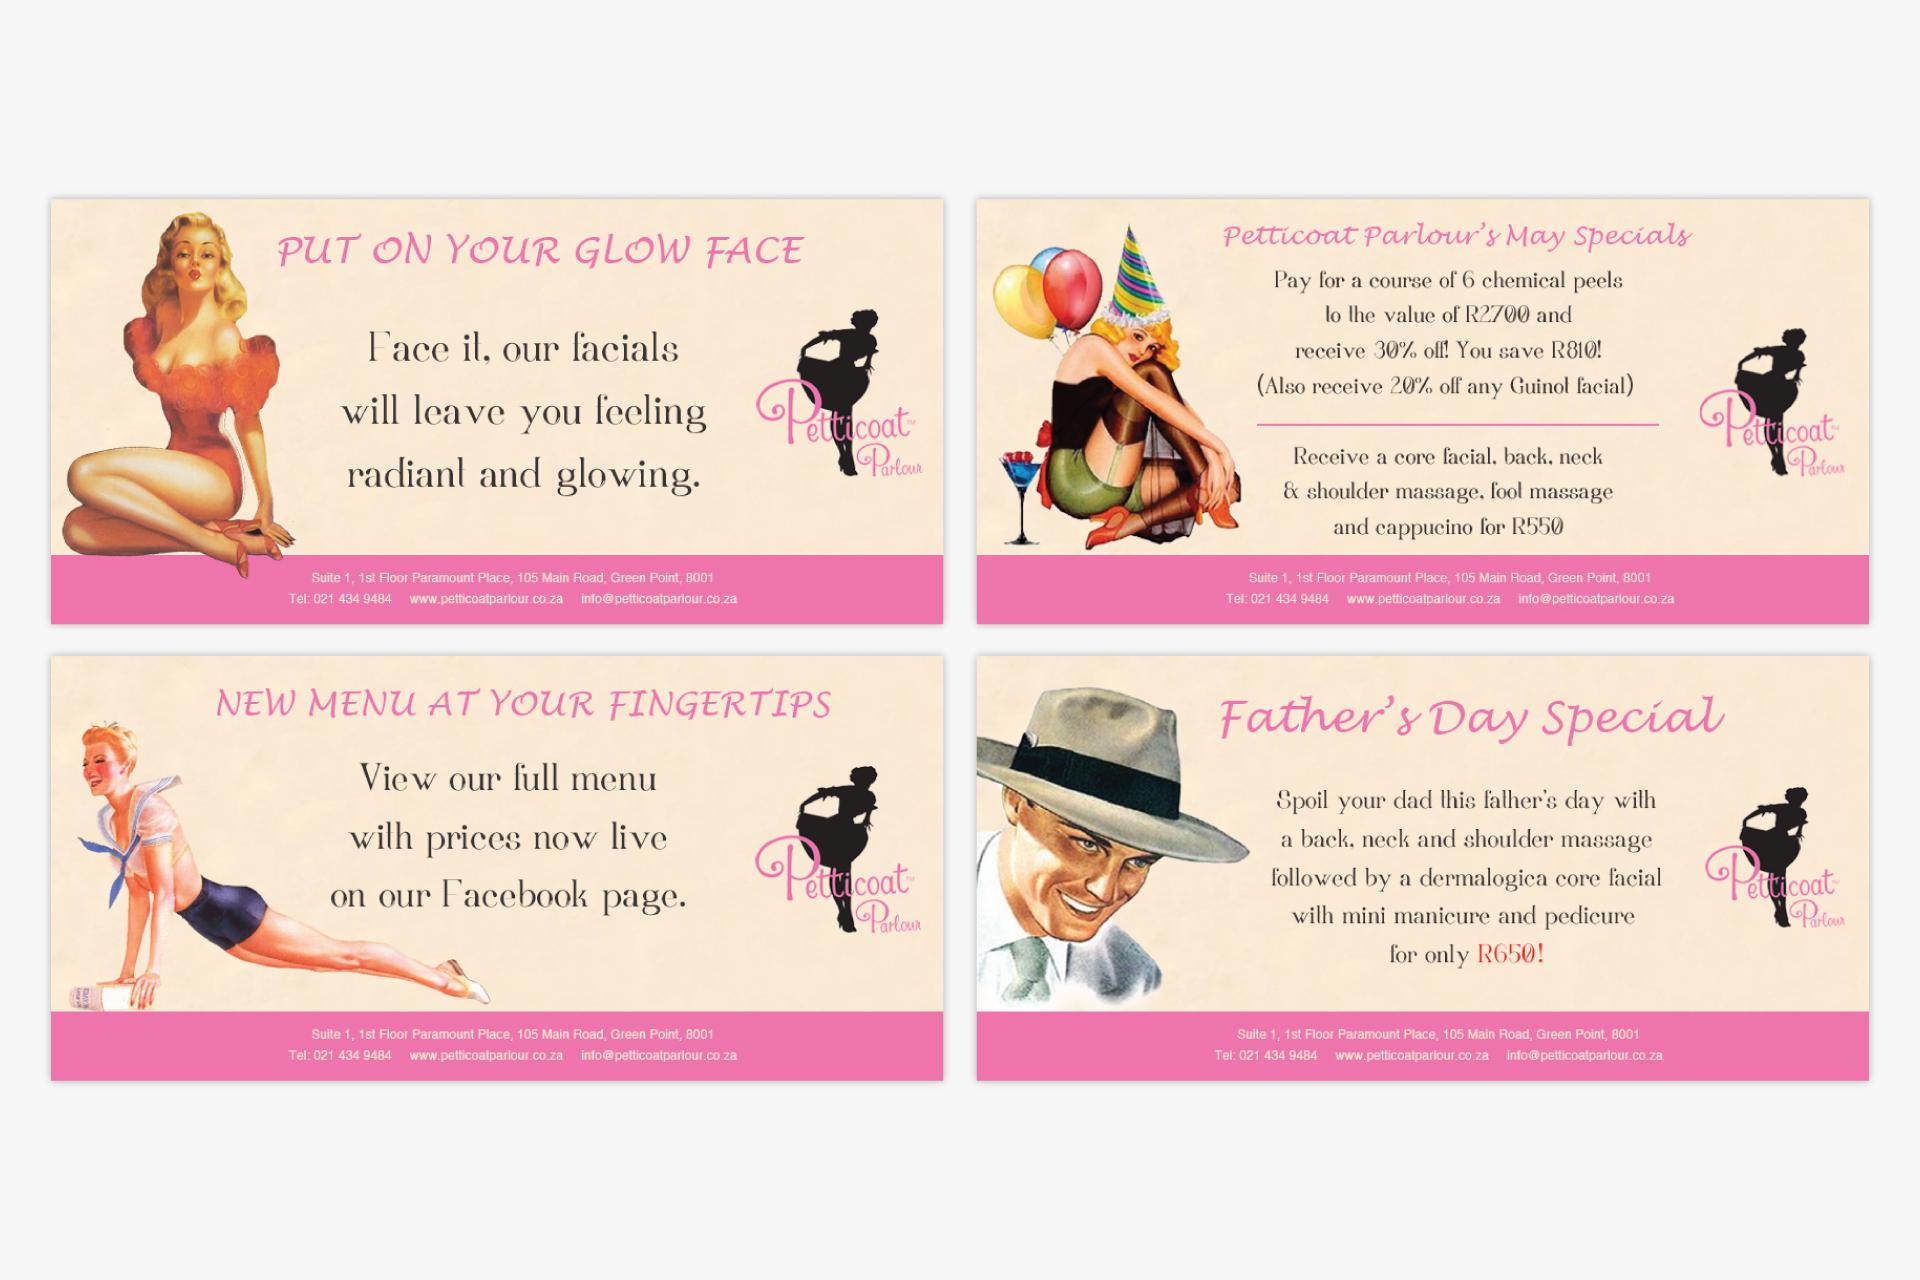 PUT ON YOUR GLOW FACE
Face it, our facials
will leave you feeling
radiant and glowing.
Petticoat™
Parlour
Suite 1, 1st Floor Paramount Place, 105 Main Road, Green Point, 8001
Tel: 021 434 9484 www.petticoatparlour.co.za info@petticoatparlour.co.za
Petticoat Parlour's May Specials
Pay for a course of 6 chemical peels
to the value of R2700 and
receive 30% off! You save R810!
(Also receive 20% off any Guinot facial)
Receive a core facial, back, neck
& shoulder massage, foot massage
and cappucino for R550
Petticoat™
Parlour
Suite 1, 1st Floor Paramount Place, 105 Main Road, Green Point, 8001
Tel: 021 434 9484 www.petticoatparlour.co.za info@petticoatparlour.co.za
NEW MENU AT YOUR FINGERTIPS
View our full menu
with prices now live
on our Facebook page.
Petticoat™
Parlour
Suite 1, 1st Floor Paramount Place, 105 Main Road, Green Point, 8001
Tel: 021 434 9484 www.petticoatparlour.co.za info@petticoatparlour.co.za
Father's Day Special
Spoil your dad this father's day with
a back, neck and shoulder massage
followed by a dermalogica core facial
with mini manicure and pedicure
for only R650!
Petticoat™
Parlour
Suite 1, 1st Floor Paramount Place, 105 Main Road, Green Point, 8001
Tel: 021 434 9484 www.petticoatparlour.co.za info@petticoatparlour.co.za